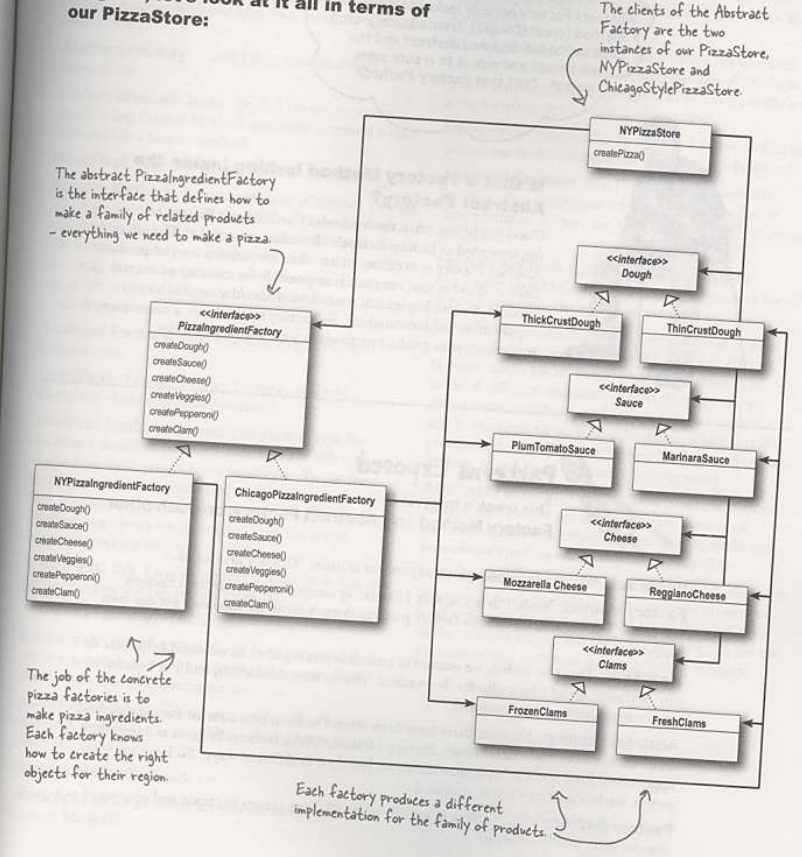 let's look at it all in terms of
our PizzaStore:
The clients of the Abstract
Factory are the two
instances of our PizzaStore,
NYPizzaStore and
ChicagoStylePizzaStore.
NYPizzaStore
createPizza()
The abstract PizzaIngredientFactory
is the interface that defines how to
make a family of related products
– everything we need to make a pizza.
<<interface>>
PizzaIngredientFactory
createDough()
createSauce()
createCheese()
createVeggies()
createPepperoni()
createClam()
NYPizzaIngredientFactory
createDough()
createSauce()
createCheese()
createVeggies()
createPepperoni()
createClam()
ChicagoPizzaIngredientFactory
createDough()
createSauce()
createCheese()
createVeggies()
createPepperoni()
createClam()
<<interface>>
Dough
ThickCrustDough
ThinCrustDough
<<interface>>
Sauce
PlumTomatoSauce
MarinaraSauce
<<interface>>
Cheese
Mozzarella Cheese
ReggianoCheese
<<interface>>
Clams
FrozenClams
FreshClams
The job of the concrete
pizza factories is to
make pizza ingredients.
Each factory knows
how to create the right
objects for their region.
Each factory produces a different
implementation for the family of products.